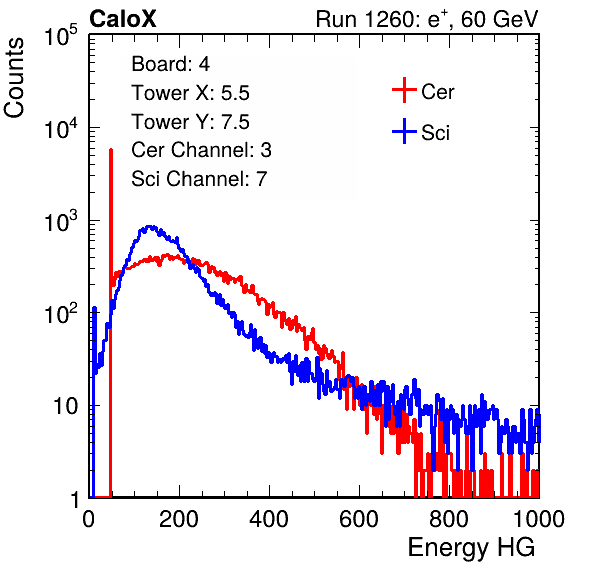 CaloX Run 1260: e⁺, 60 GeV
Counts
Board: 4
Tower X: 5.5
Tower Y: 7.5
Cer Channel: 3
Sci Channel: 7
Cer
Sci
10⁵
10⁴
10³
10²
10
1
0 200 400 600 800 1000
Energy HG